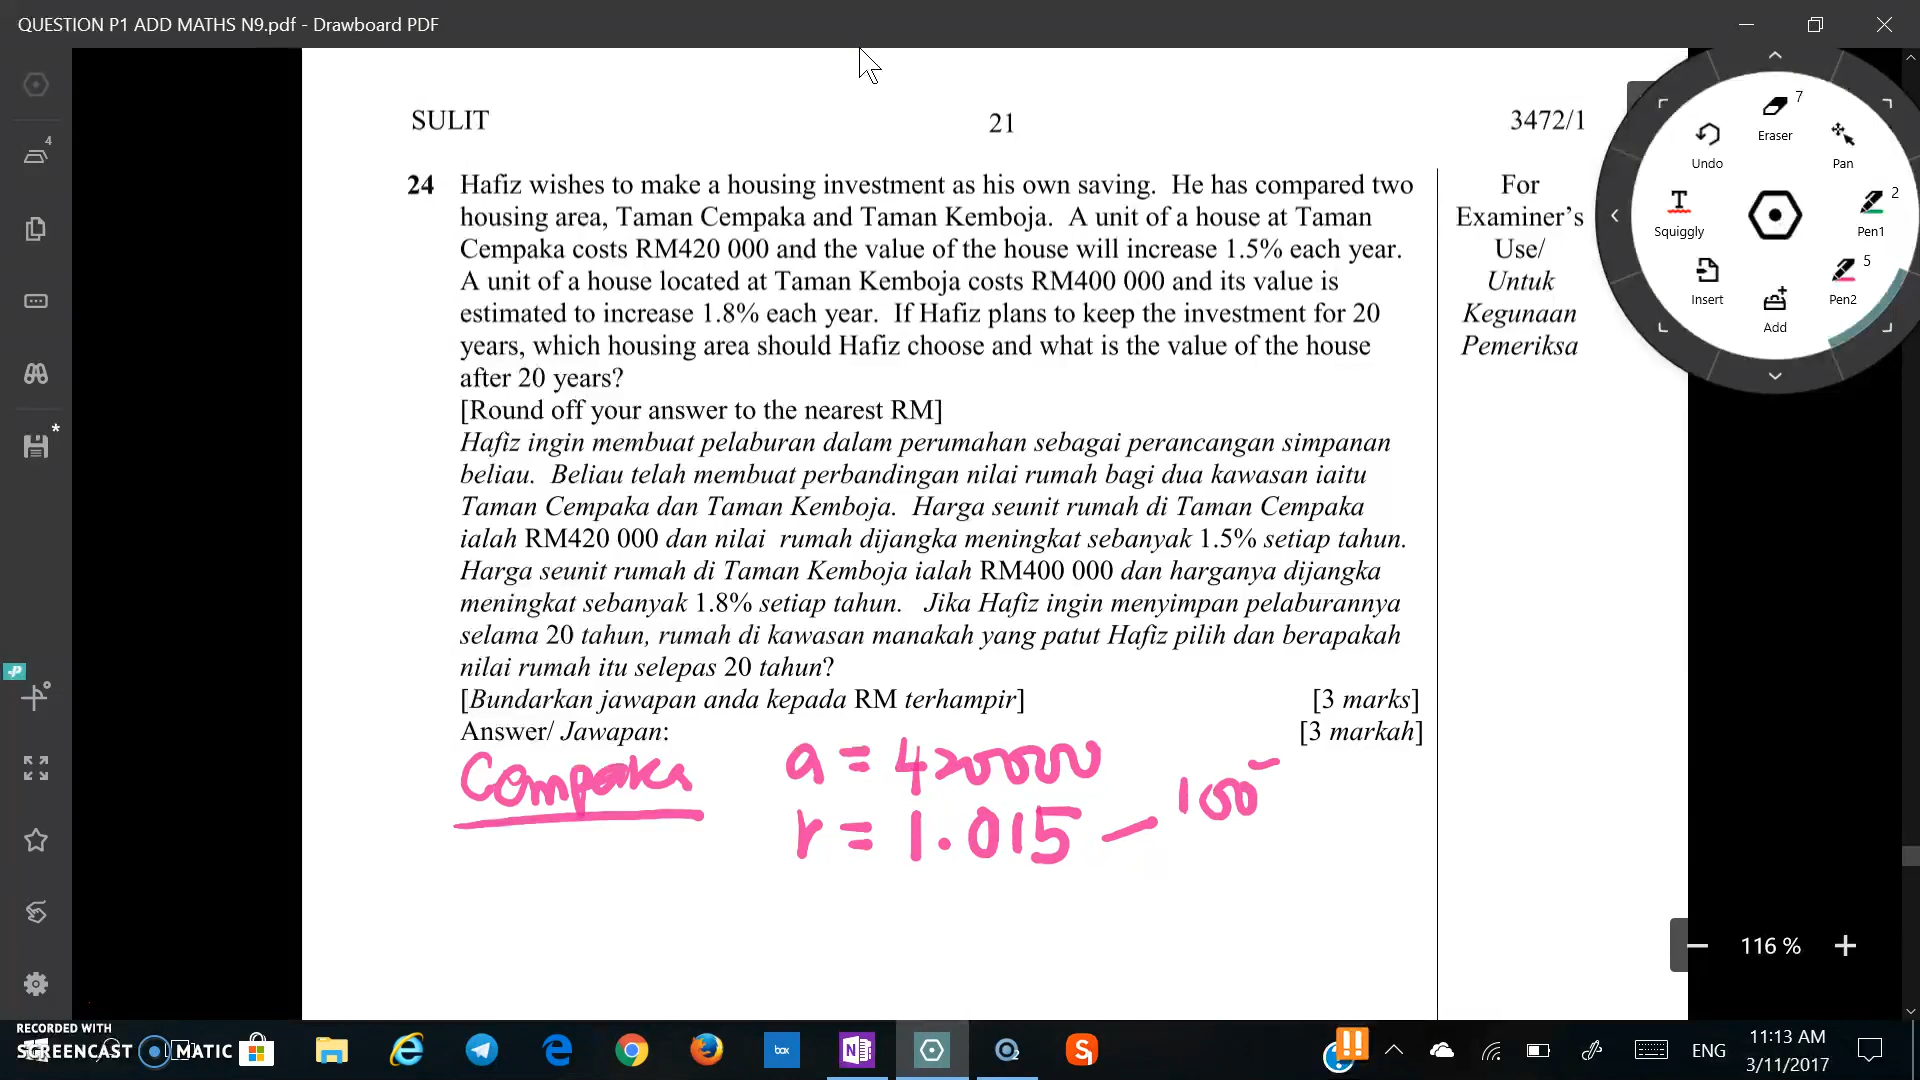 QUESTION P1 ADD MATHS N9.pdf - Drawboard PDF
SULIT
21
3472/1
24 Hafiz wishes to make a housing investment as his own saving. He has compared two
housing area, Taman Cempaka and Taman Kemboja. A unit of a house at Taman
Cempaka costs RM420 000 and the value of the house will increase 1.5% each year.
A unit of a house located at Taman Kemboja costs RM400 000 and its value is
estimated to increase 1.8% each year. If Hafiz plans to keep the investment for 20
years, which housing area should Hafiz choose and what is the value of the house
after 20 years?
[Round off your answer to the nearest RM]
Hafiz ingin membuat pelaburan dalam perumahan sebagai perancangan simpanan
beliau. Beliau telah membuat perbandingan nilai rumah bagi dua kawasan iaitu
Taman Cempaka dan Taman Kemboja. Harga seunit rumah di Taman Cempaka
ialah RM420 000 dan nilai rumah dijangka meningkat sebanyak 1.5% setiap tahun.
Harga seunit rumah di Taman Kemboja ialah RM400 000 dan harganya dijangka
meningkat sebanyak 1.8% setiap tahun. Jika Hafiz ingin menyimpan pelaburannya
selama 20 tahun, rumah di kawasan manakah yang patut Hafiz pilih dan berapakah
nilai rumah itu selepas 20 tahun?
[Bundarkan jawapan anda kepada RM terhampir] [3 marks]
Answer/ Jawapan: [3 markah]
Cempaka
a = 420000
r = 1.015 — 100
For
Examiner's
Use/
Untuk
Kegunaan
Pemeriksa
7
Eraser
Undo
Pan
Squiggly
2
Pen1
Insert
5
Pen2
Add
4
116 %
RECORDED WITH
SCREENCAST MATIC
box
N
ENG
11:13 AM
3/11/2017